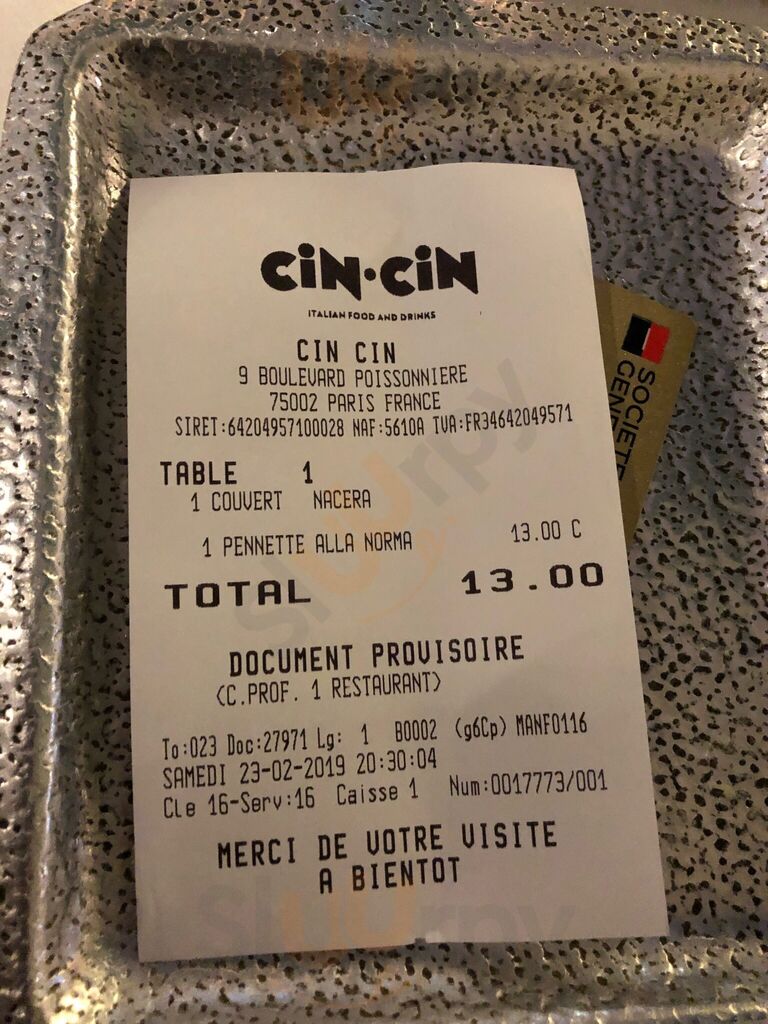 CiN·CiN
ITALIAN FOOD AND DRINKS
CIN CIN
9 BOULEVARD POISSONNIERE
75002 PARIS FRANCE
SIRET:64204957100028 NAF:5610A TVA:FR34642049571
TABLE 1
1 COUVERT NACERA
1 PENNETTE ALLA NORMA 13.00 C
TOTAL 13.00
DOCUMENT PROVISOIRE
(C.PROF. 1 RESTAURANT)
To:023 Doc:27971 Lg: 1 B0002 (g6Cp) MANF0116
SAMEDI 23-02-2019 20:30:04
Cle 16-Serv:16 Caisse 1 Num:0017773/001
MERCI DE VOTRE VISITE
A BIENTOT
SOCIETE
Sluurpy
Sluurpy